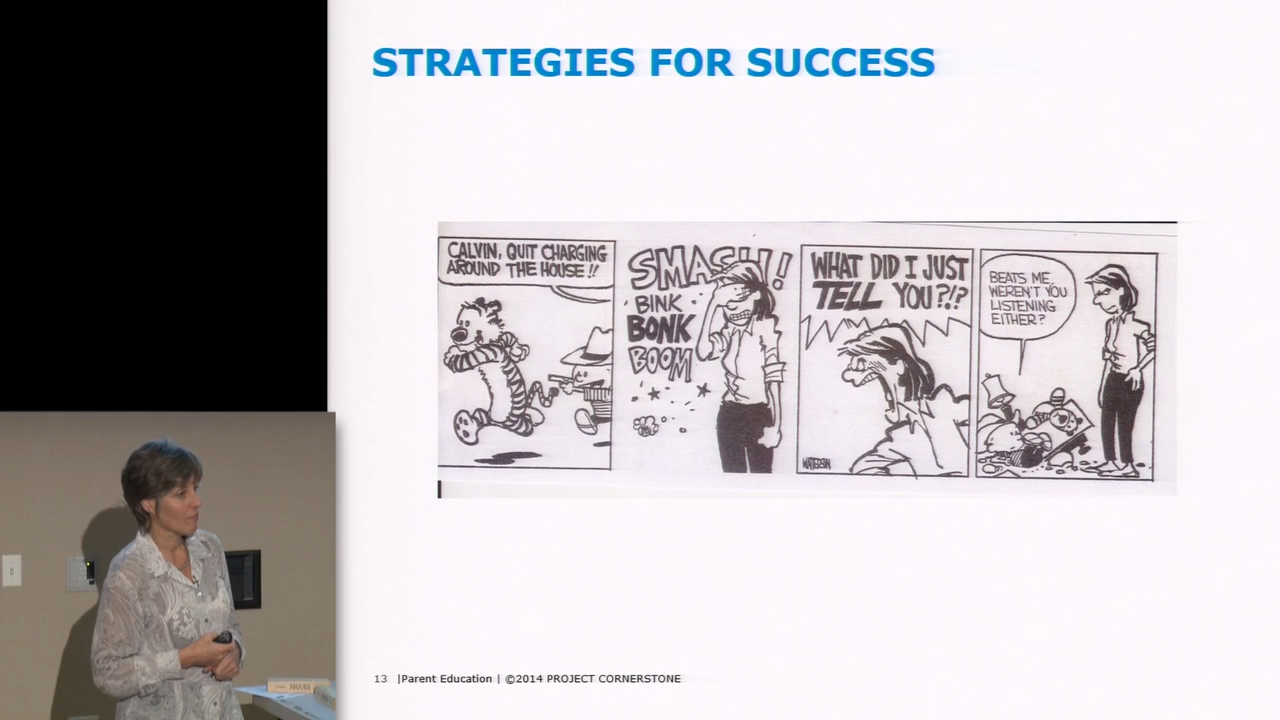 STRATEGIES FOR SUCCESS
CALVIN, QUIT CHARGING
AROUND THE HOUSE!!
SMASH!
BINK
BONK
BOOM
WHAT DID I JUST
TELL YOU?!?
BEATS ME.
WEREN'T YOU
LISTENING
EITHER?
WATTERSON
13 |Parent Education | ©2014 PROJECT CORNERSTONE